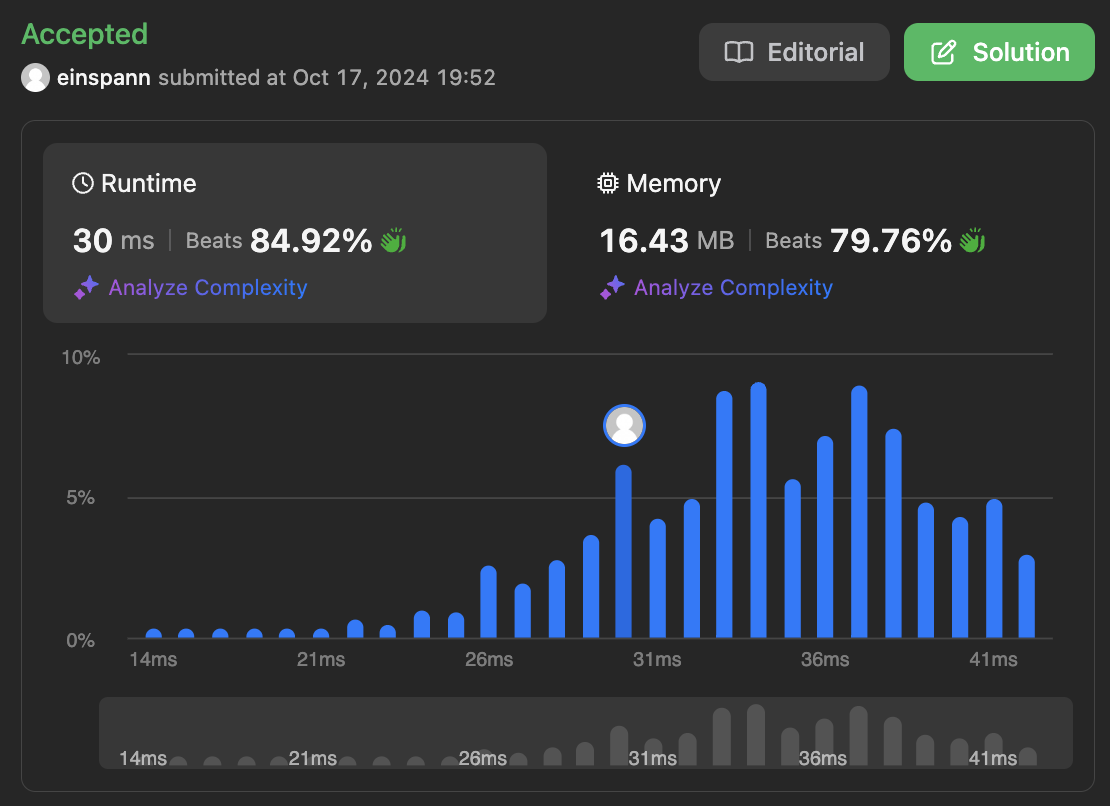 Accepted
einspann submitted at Oct 17, 2024 19:52
Editorial
Solution
Runtime
30 ms | Beats 84.92%
Analyze Complexity
Memory
16.43 MB | Beats 79.76%
Analyze Complexity
10%
5%
0%
14ms 21ms 26ms 31ms 36ms 41ms
14ms 21ms 26ms 31ms 36ms 41ms